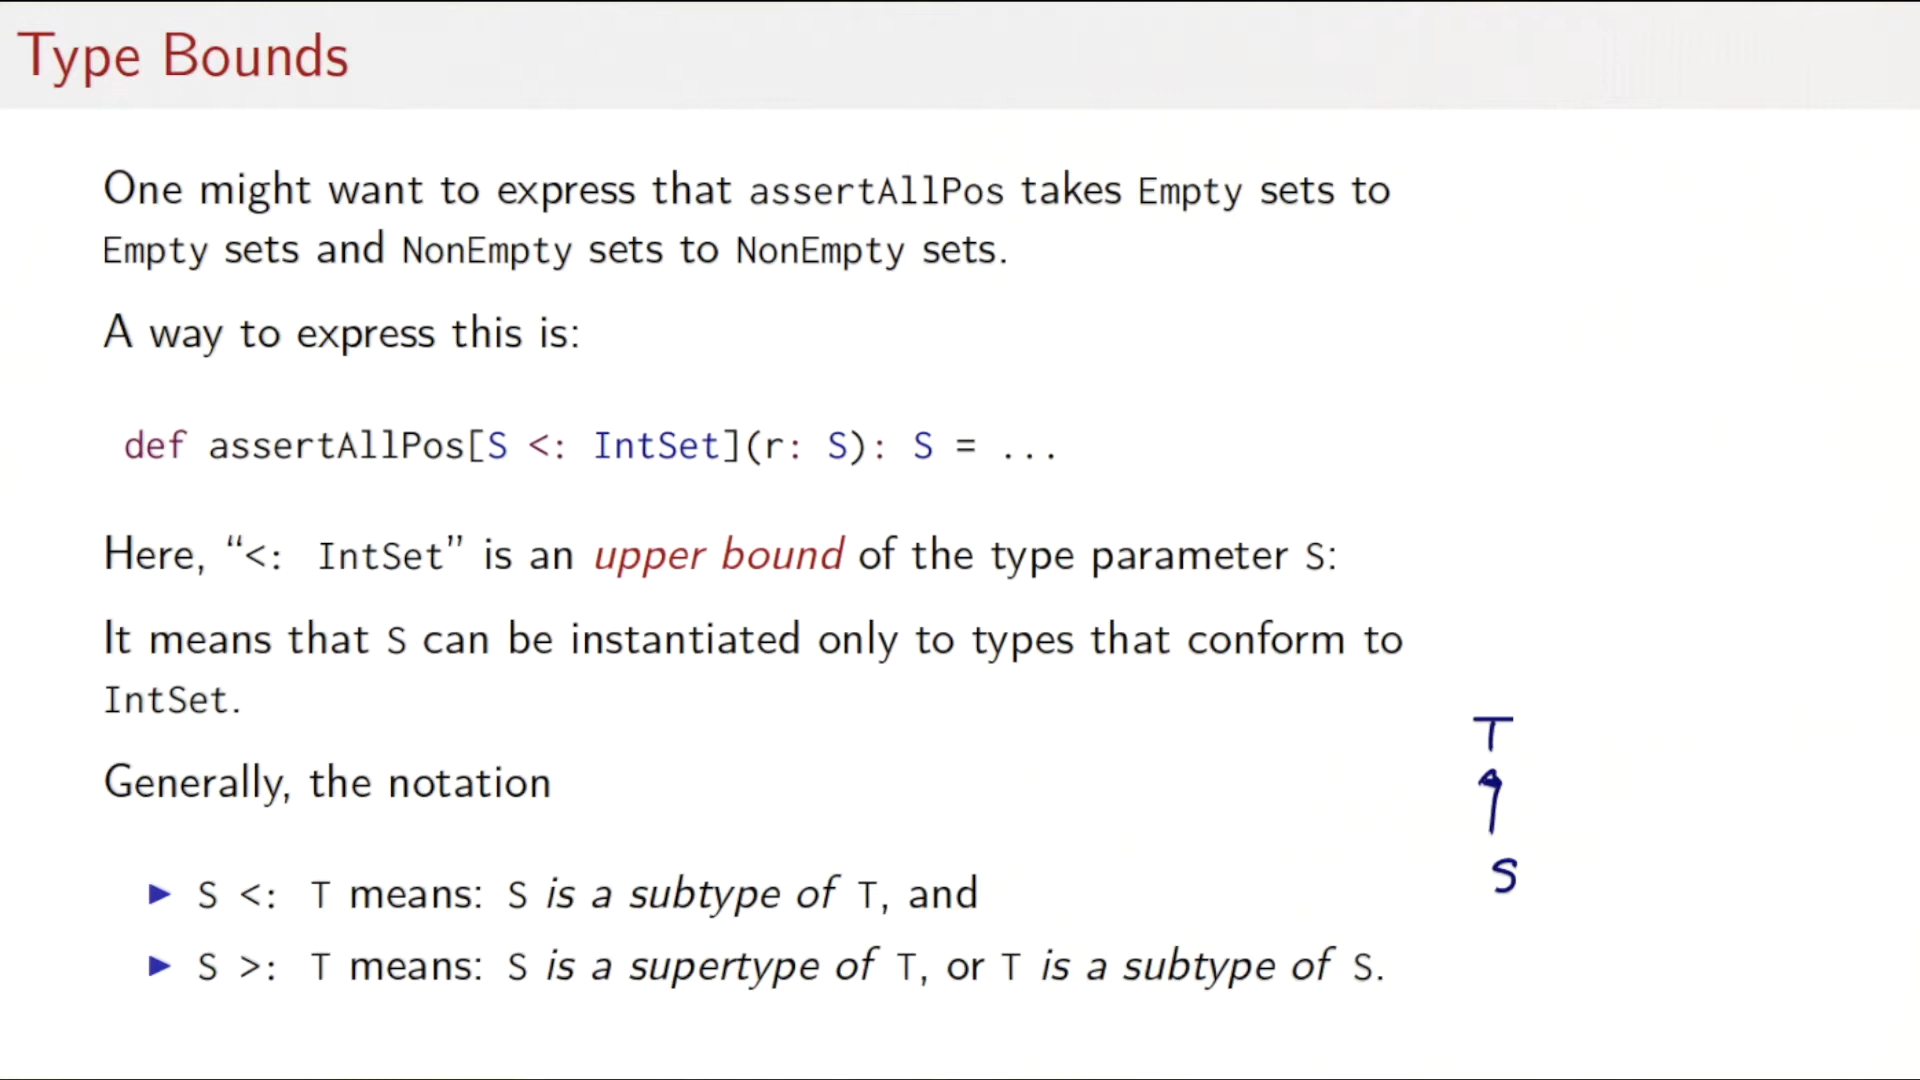 Type Bounds
One might want to express that assertAllPos takes Empty sets to
Empty sets and NonEmpty sets to NonEmpty sets.
A way to express this is:
def assertAllPos[S <: IntSet](r: S): S = ...
Here, “<: IntSet” is an upper bound of the type parameter S:
It means that S can be instantiated only to types that conform to
IntSet.
Generally, the notation
▶ S <: T means: S is a subtype of T, and
▶ S >: T means: S is a supertype of T, or T is a subtype of S.
T
S